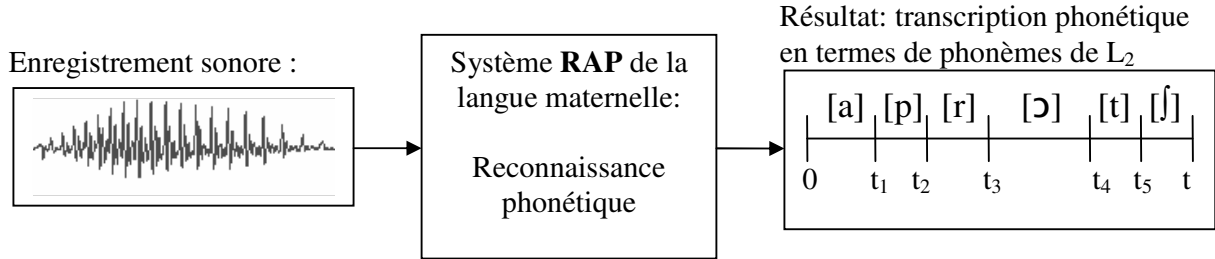 Enregistrement sonore :
Système RAP de la
langue maternelle:
Reconnaissance
phonétique
Résultat: transcription phonétique
en termes de phonèmes de L₂
[a] [p] [r] [ɔ] [t] [ʃ]
0 t₁ t₂ t₃ t₄ t₅ t